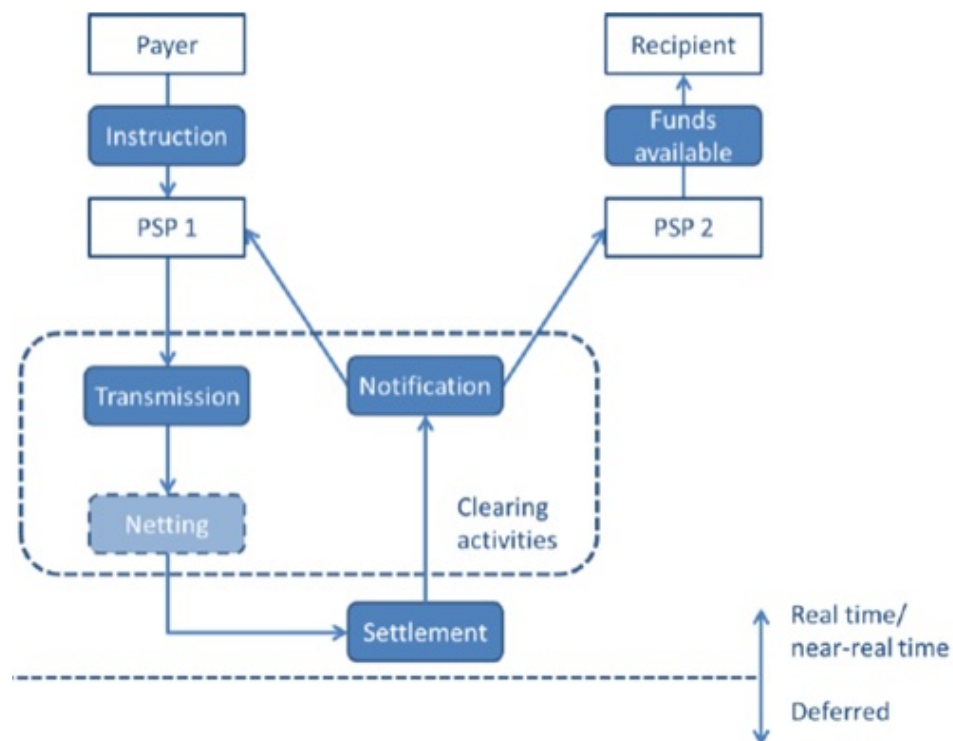 Payer
Recipient
Instruction
Funds
available
PSP 1
PSP 2
Transmission
Notification
Netting
Clearing
activities
Settlement
Real time/
near-real time
Deferred